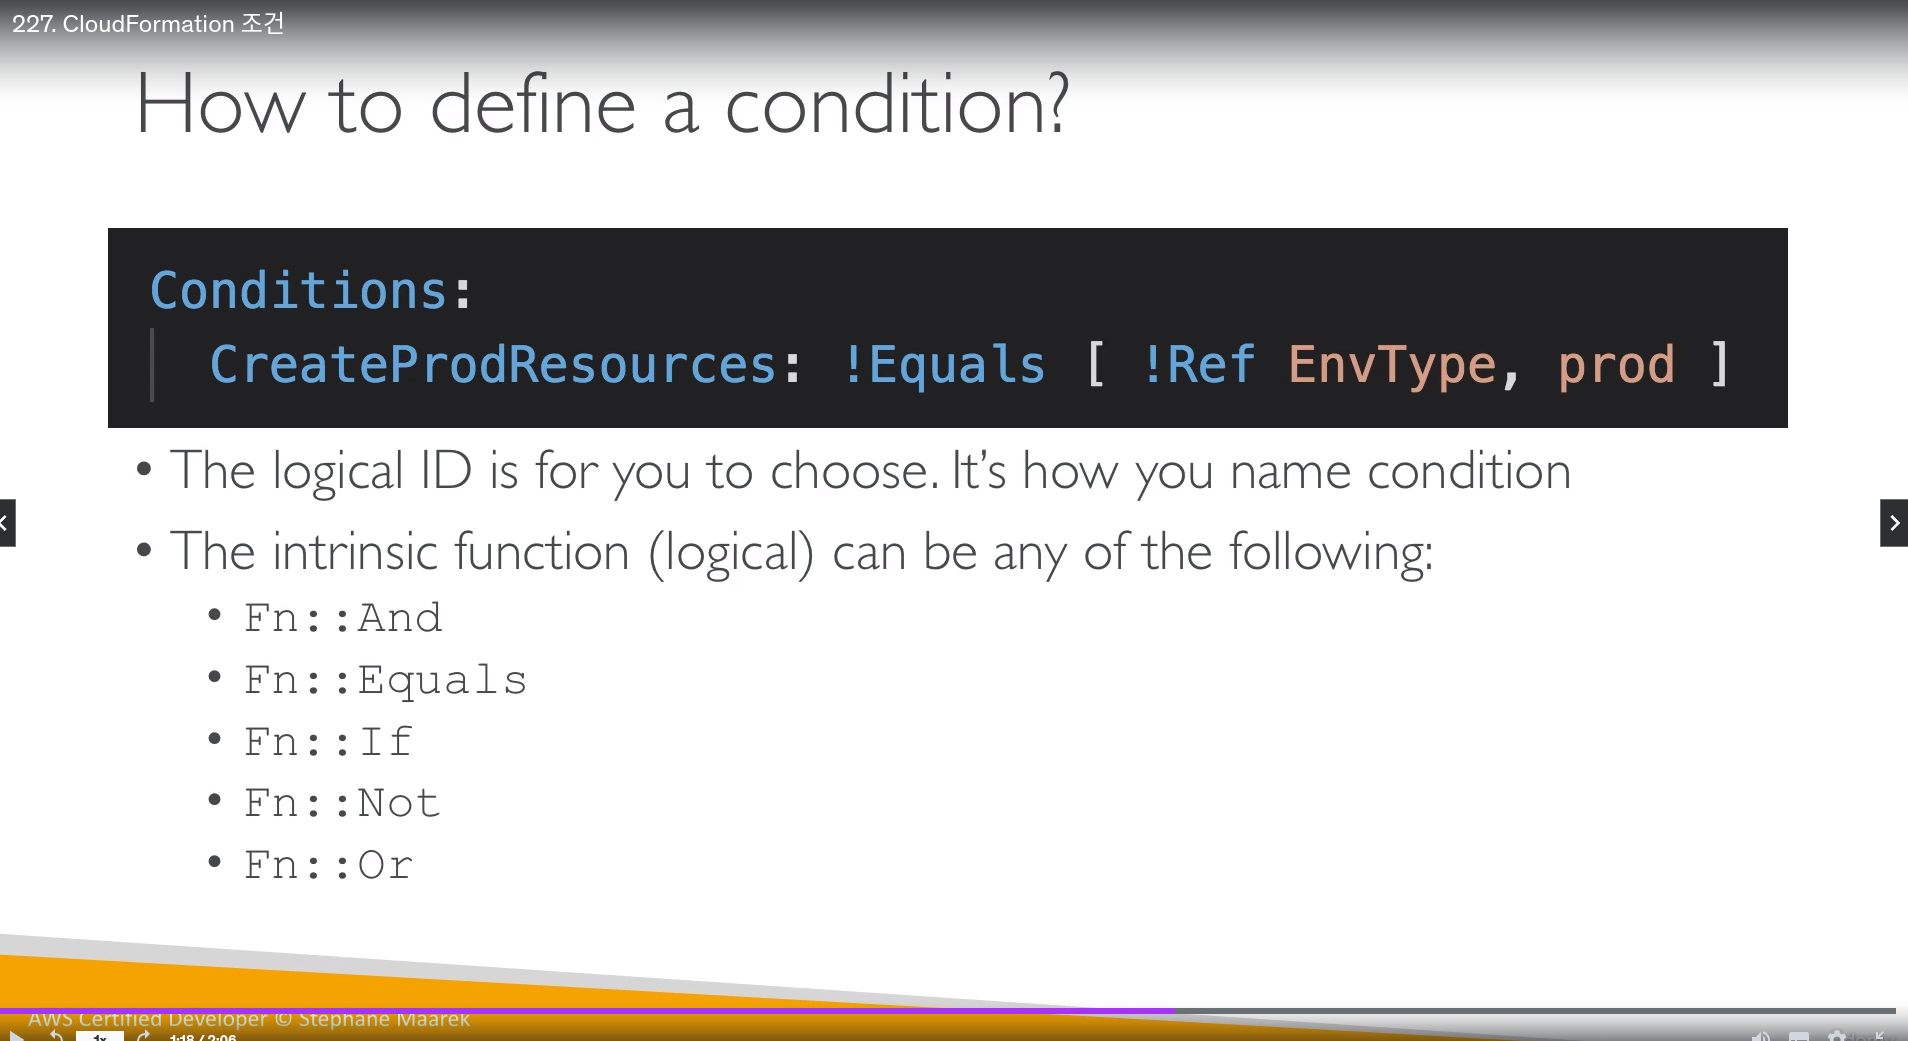 227. CloudFormation 조건
How to define a condition?
Conditions:
CreateProdResources: !Equals [ !Ref EnvType, prod ]
• The logical ID is for you to choose. It’s how you name condition
• The intrinsic function (logical) can be any of the following:
• Fn::And
• Fn::Equals
• Fn::If
• Fn::Not
• Fn::Or
AWS Certified Developer © Stephane Maarek
1x
1:18 / 2:06